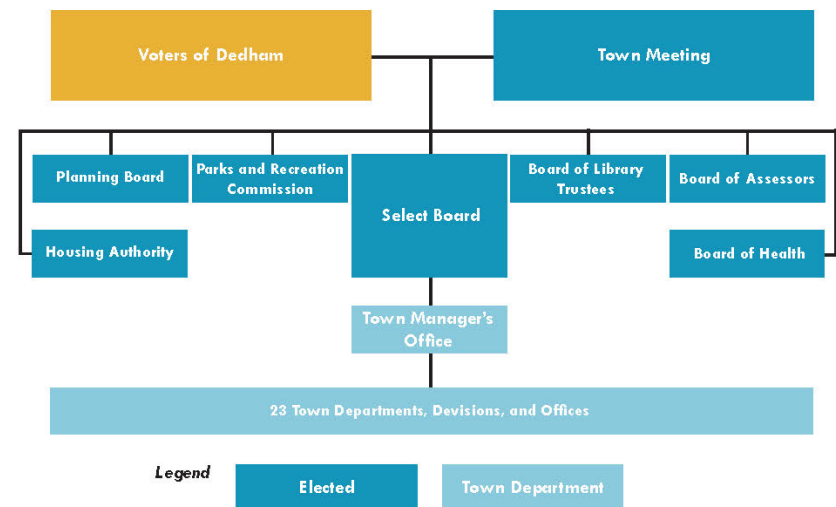 Voters of Dedham
Town Meeting
Planning Board
Parks and Recreation
Commission
Select Board
Board of Library
Trustees
Board of Assessors
Housing Authority
Board of Health
Town Manager's
Office
23 Town Departments, Devisions, and Offices
Legend
Elected
Town Department